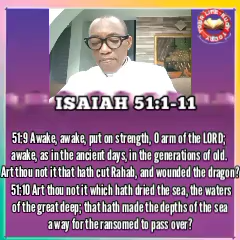 ISAIAH 51:1-11
51:9 Awake, awake, put on strength, O arm of the LORD;
awake, as in the ancient days, in the generations of old.
Art thou not it that hath cut Rahab, and wounded the dragon?
51:10 Art thou not it which hath dried the sea, the waters
of the great deep; that hath made the depths of the sea
a way for the ransomed to pass over?